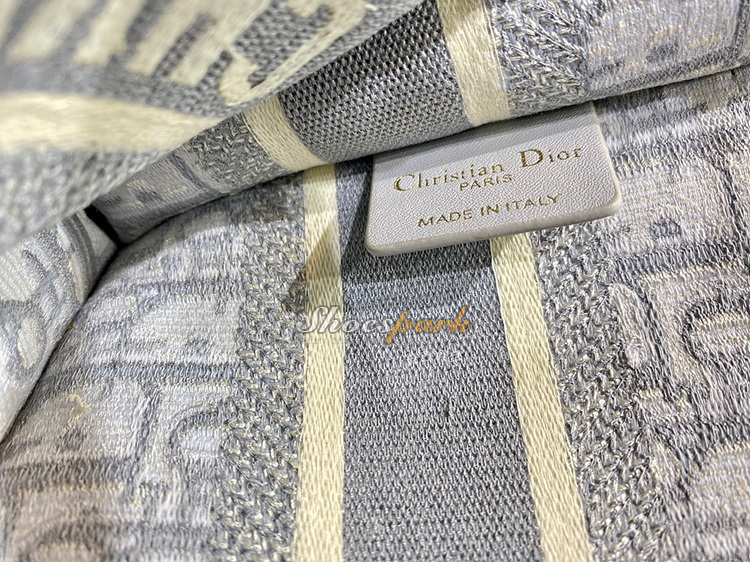 Christian Dior
PARIS
MADE IN ITALY
Shoespark